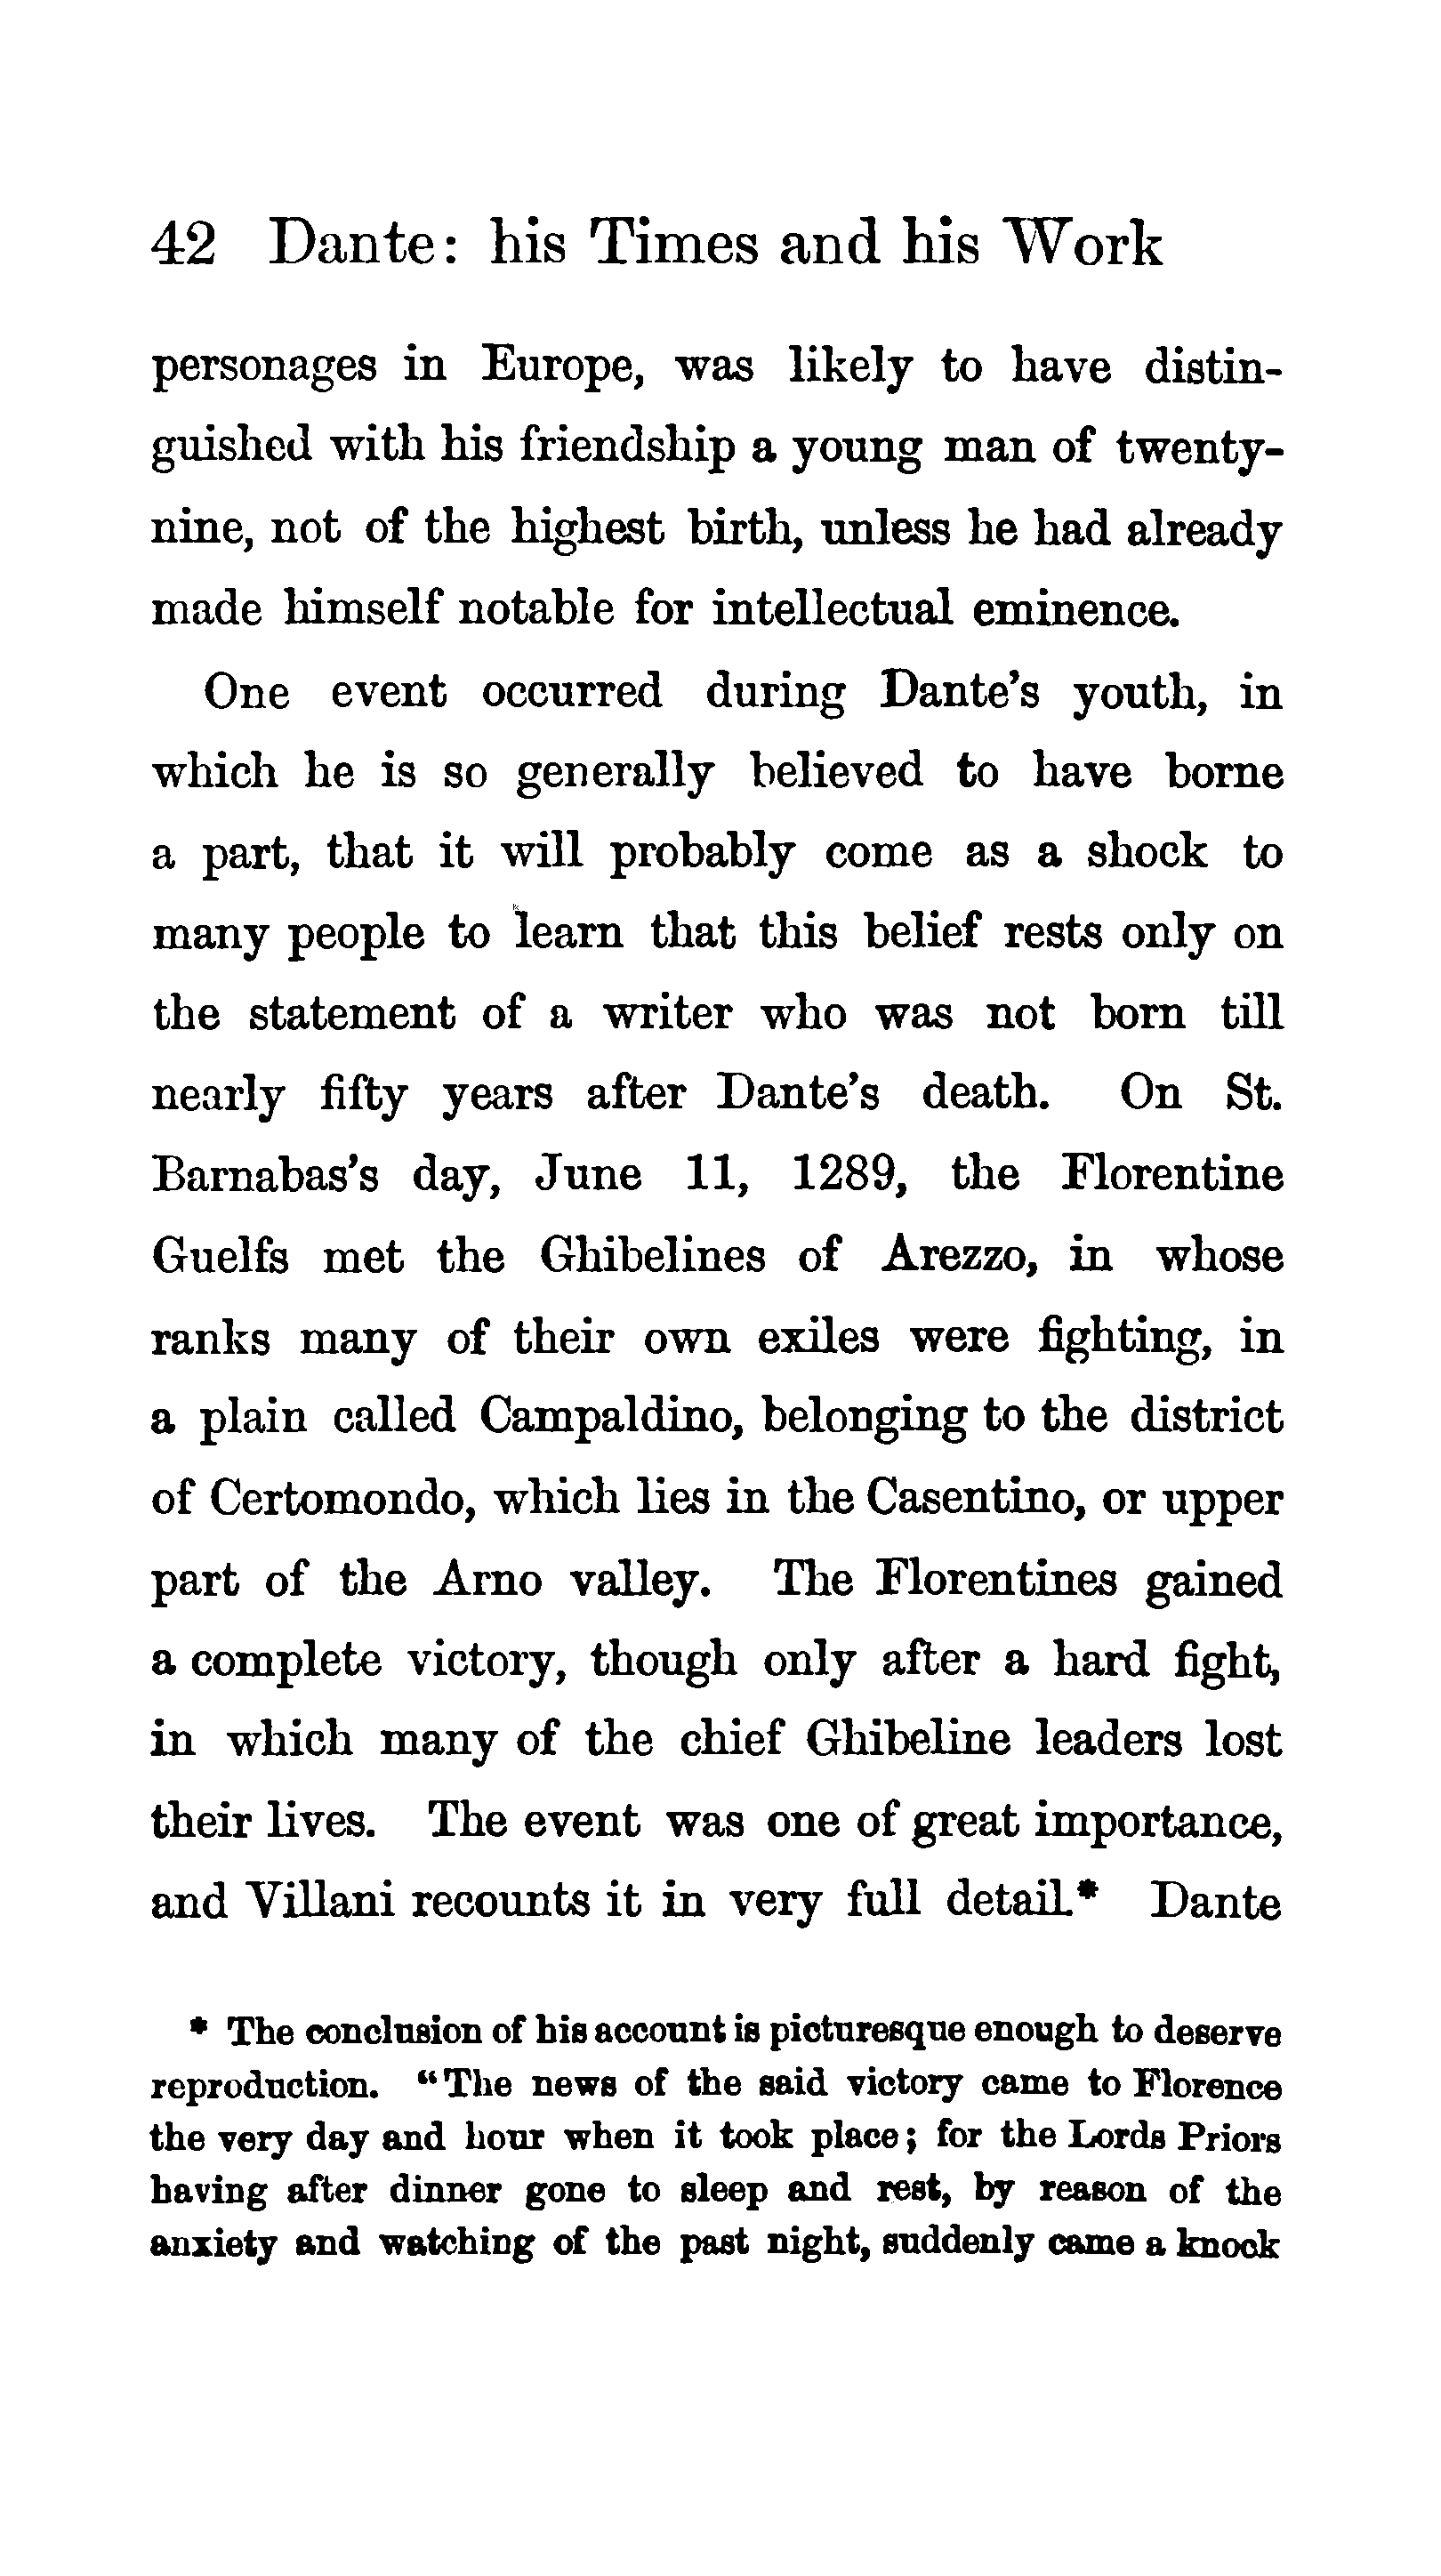 42 Dante: his Times and his Work
personages in Europe, was likely to have distin-
guished with his friendship a young man of twenty-
nine, not of the highest birth, unless he had already
made himself notable for intellectual eminence.
One event occurred during Dante's youth, in
which he is so generally believed to have borne
a part, that it will probably come as a shock to
many people to learn that this belief rests only on
the statement of a writer who was not born till
nearly fifty years after Dante's death. On St.
Barnabas's day, June 11, 1289, the Florentine
Guelfs met the Ghibelines of Arezzo, in whose
ranks many of their own exiles were fighting, in
a plain called Campaldino, belonging to the district
of Certomondo, which lies in the Casentino, or upper
part of the Arno valley. The Florentines gained
a complete victory, though only after a hard fight,
in which many of the chief Ghibeline leaders lost
their lives. The event was one of great importance,
and Villani recounts it in very full detail.* Dante
* The conclusion of his account is picturesque enough to deserve
reproduction. "The news of the said victory came to Florence
the very day and hour when it took place; for the Lords Priors
having after dinner gone to sleep and rest, by reason of the
anxiety and watching of the past night, suddenly came a knock